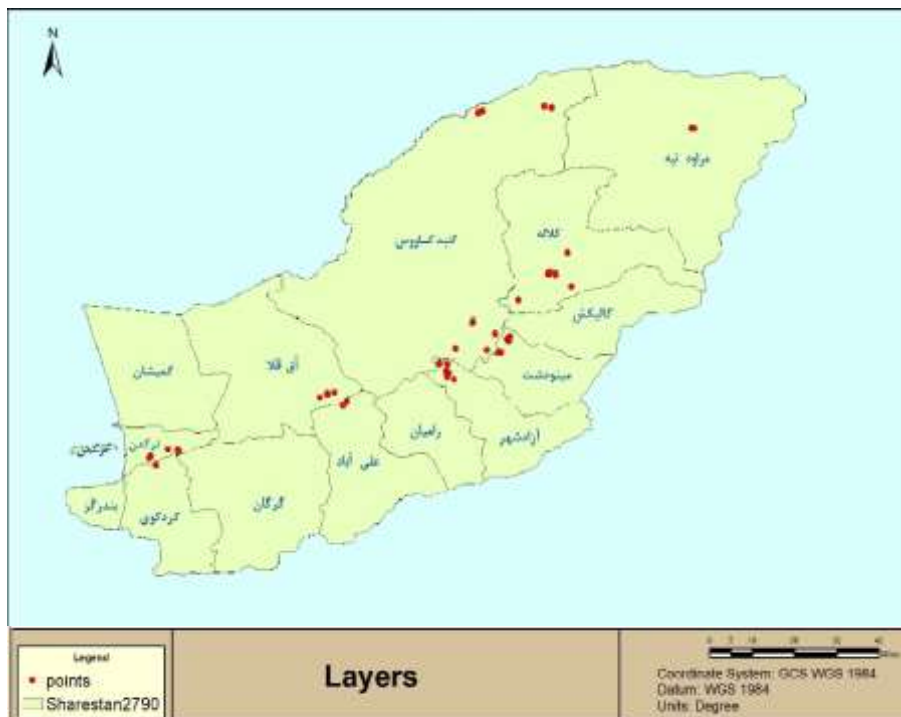 N
مراوه تپه
کلاله
گنبد کاووس
گالیکش
آق قلا
گمیشان
مینودشت
رامیان
آزادشهر
ترکمن
علی آباد
گرگان
کردکوی
بندرگز
Legend
points
Sharestan2790
Layers
Coordinate System: GCS WGS 1984
Datum: WGS 1984
Units: Degree